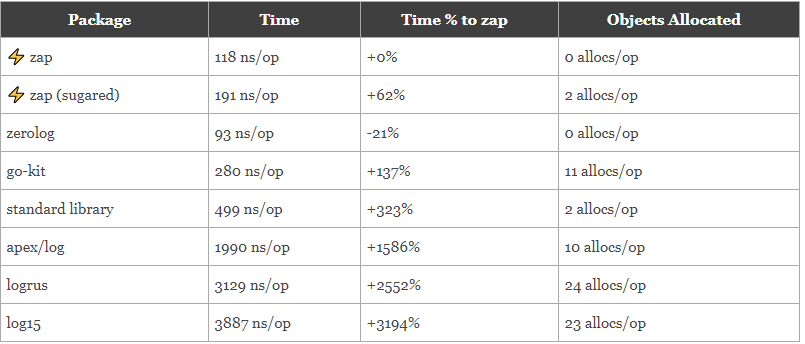 Package Time Time % to zap Objects Allocated
⚡ zap 118 ns/op +0% 0 allocs/op
⚡ zap (sugared) 191 ns/op +62% 2 allocs/op
zerolog 93 ns/op -21% 0 allocs/op
go-kit 280 ns/op +137% 11 allocs/op
standard library 499 ns/op +323% 2 allocs/op
apex/log 1990 ns/op +1586% 10 allocs/op
logrus 3129 ns/op +2552% 24 allocs/op
log15 3887 ns/op +3194% 23 allocs/op